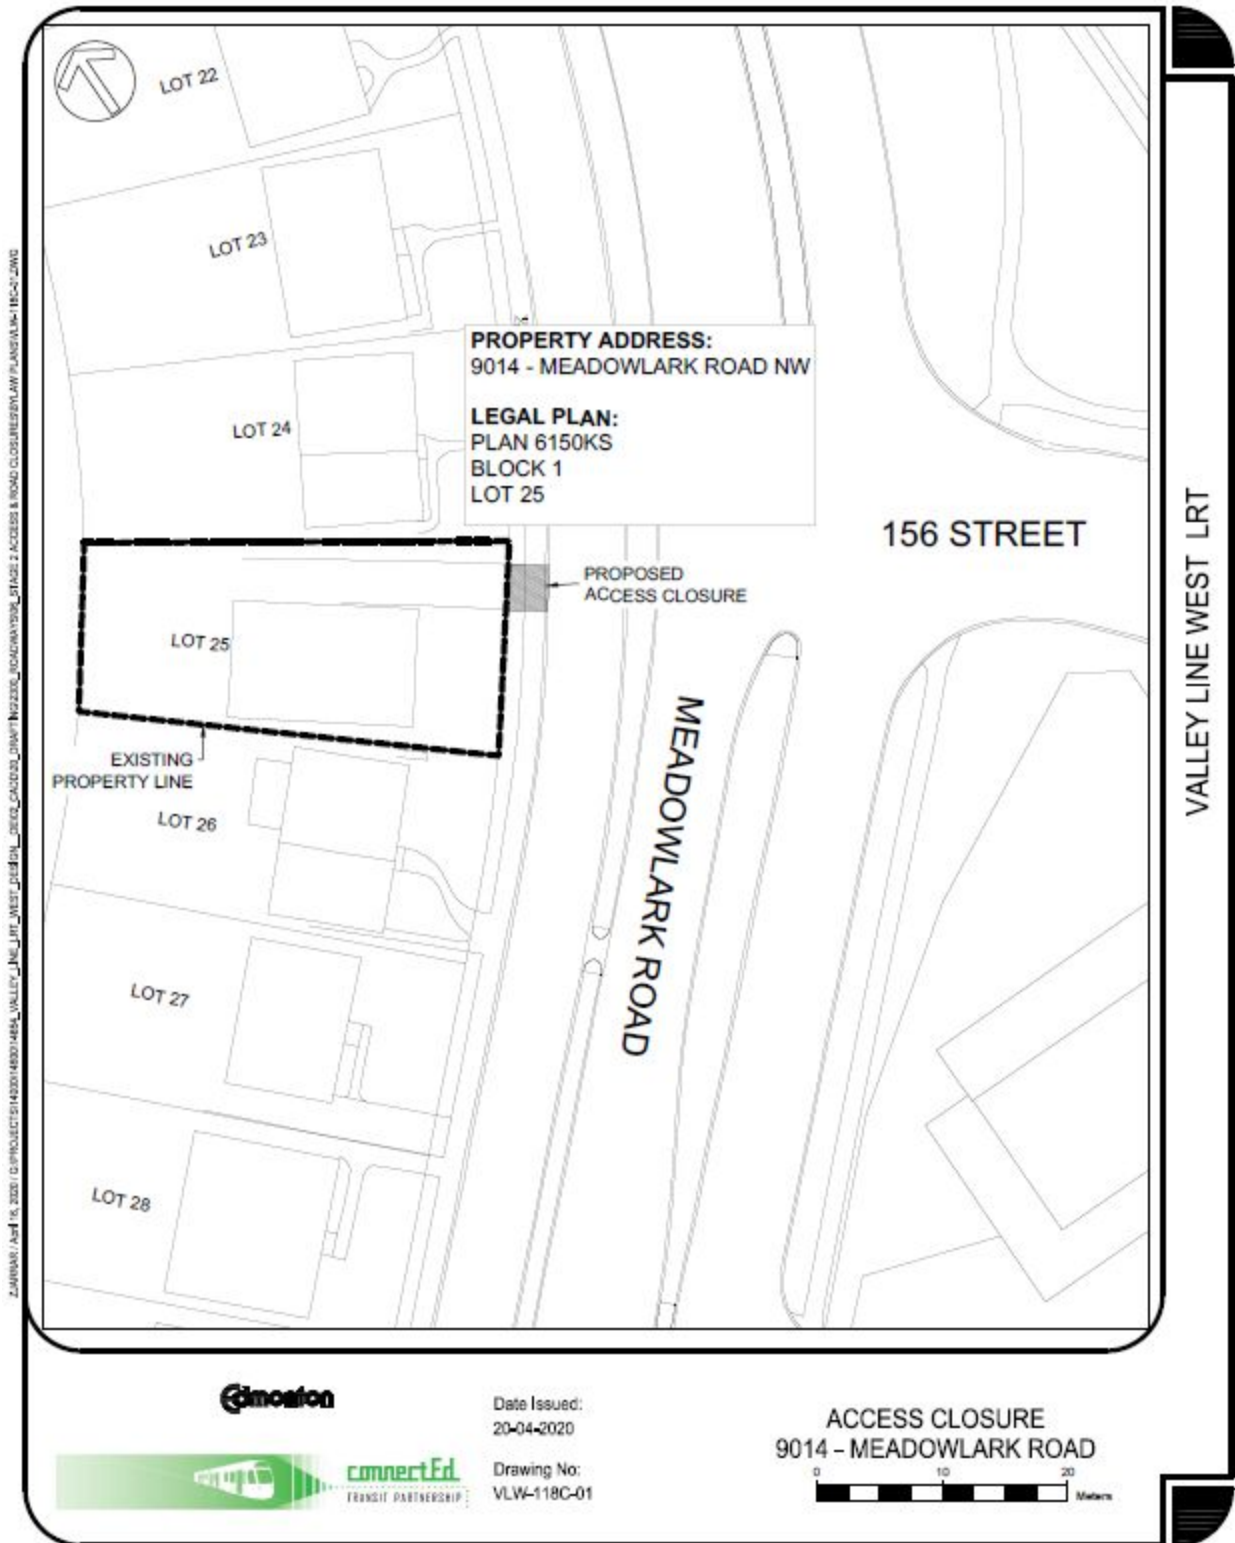 LOT 22
LOT 23
PROPERTY ADDRESS:
9014 - MEADOWLARK ROAD NW
LEGAL PLAN:
PLAN 6150KS
BLOCK 1
LOT 25
LOT 24
156 STREET
PROPOSED
ACCESS CLOSURE
LOT 25
EXISTING
PROPERTY LINE
MEADOWLARK ROAD
LOT 26
LOT 27
LOT 28
VALLEY LINE WEST LRT
Edmonton
connectEd
TRANSIT PARTNERSHIP
Date Issued:
20-04-2020
Drawing No:
VLW-118C-01
ACCESS CLOSURE
9014 - MEADOWLARK ROAD
0 10 20
Meters